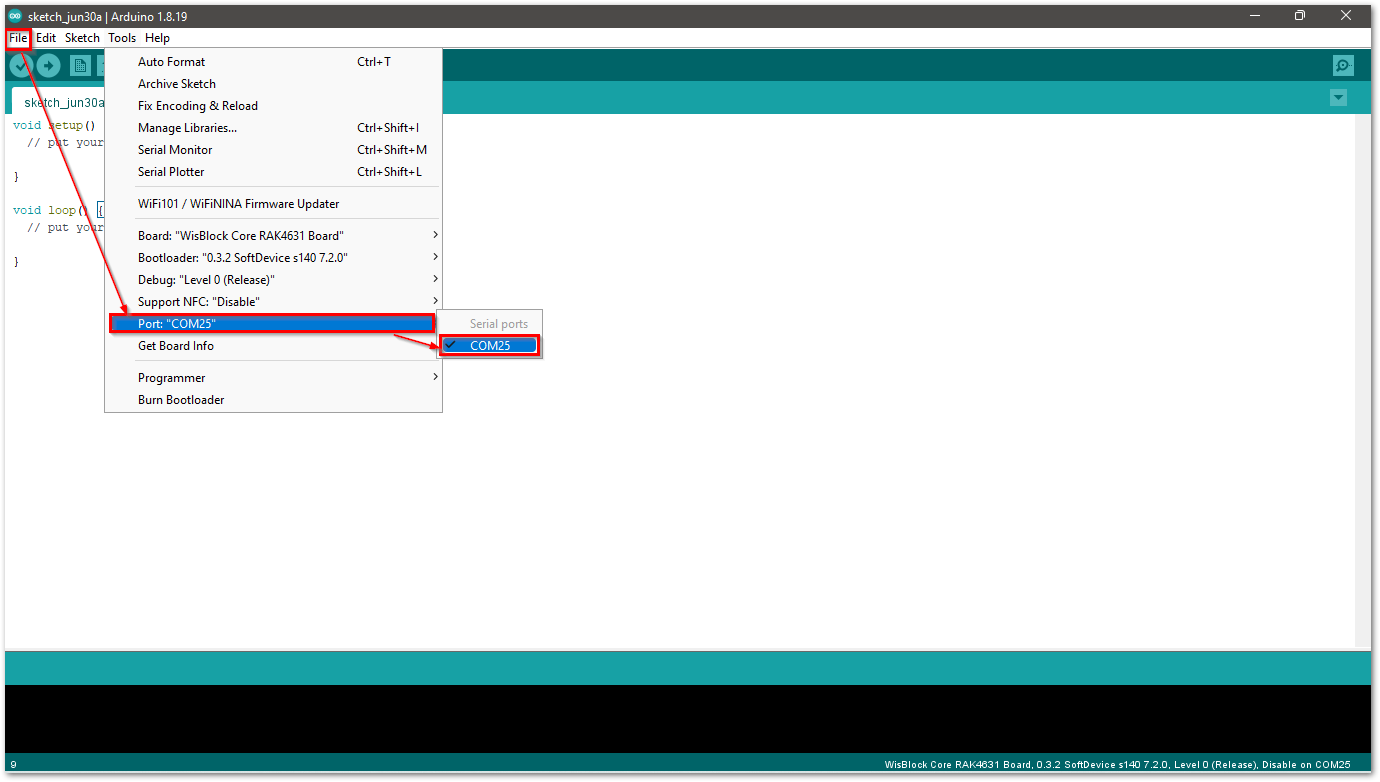 sketch_jun30a | Arduino 1.8.19
File Edit Sketch Tools Help
Auto Format Ctrl+T
Archive Sketch
Fix Encoding & Reload
Manage Libraries... Ctrl+Shift+I
Serial Monitor Ctrl+Shift+M
Serial Plotter Ctrl+Shift+L
WiFi101 / WiFiNINA Firmware Updater
Board: "WisBlock Core RAK4631 Board"
Bootloader: "0.3.2 SoftDevice s140 7.2.0"
Debug: "Level 0 (Release)"
Support NFC: "Disable"
Port: "COM25"
Get Board Info
Programmer
Burn Bootloader
Serial ports
COM25
sketch_jun30a
void setup()
// put your
}
void loop() {
// put your
}
9
WisBlock Core RAK4631 Board, 0.3.2 SoftDevice s140 7.2.0, Level 0 (Release), Disable on COM25